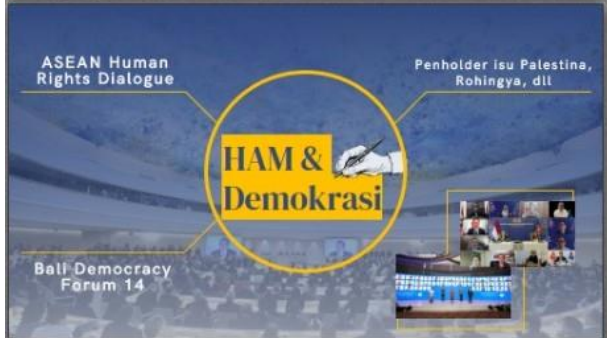 ASEAN Human
Rights Dialogue
Penholder isu Palestina,
Rohingya, dll
HAM &
Demokrasi
Bali Democracy
Forum 14